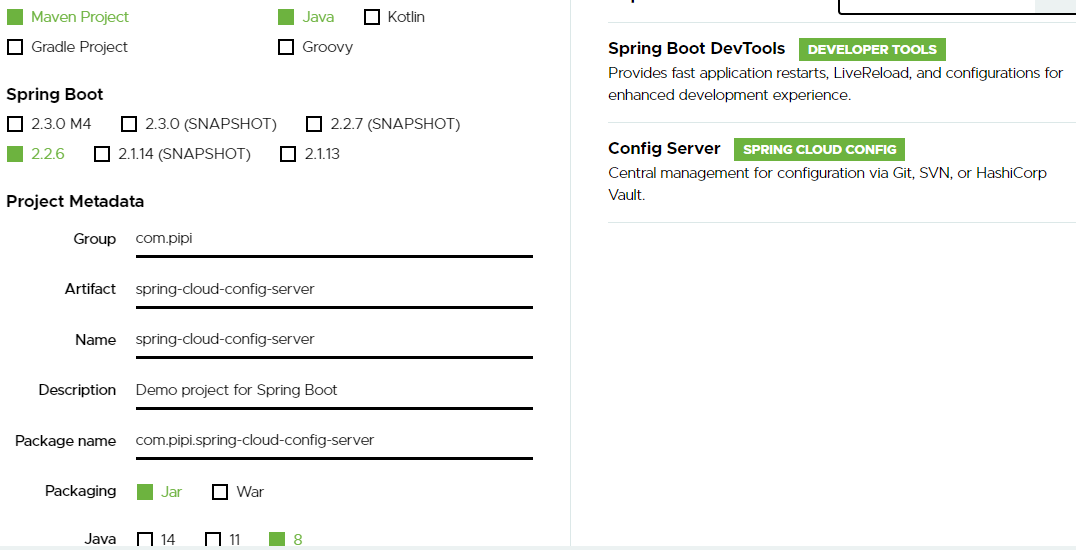 Maven Project
Java
Kotlin
Gradle Project
Groovy
Spring Boot
2.3.0 M4
2.3.0 (SNAPSHOT)
2.2.7 (SNAPSHOT)
2.2.6
2.1.14 (SNAPSHOT)
2.1.13
Project Metadata
Group com.pipi
Artifact spring-cloud-config-server
Name spring-cloud-config-server
Description Demo project for Spring Boot
Package name com.pipi.spring-cloud-config-server
Packaging Jar War
Java 14 11 8
Spring Boot DevTools DEVELOPER TOOLS
Provides fast application restarts, LiveReload, and configurations for
enhanced development experience.
Config Server SPRING CLOUD CONFIG
Central management for configuration via Git, SVN, or HashiCorp
Vault.